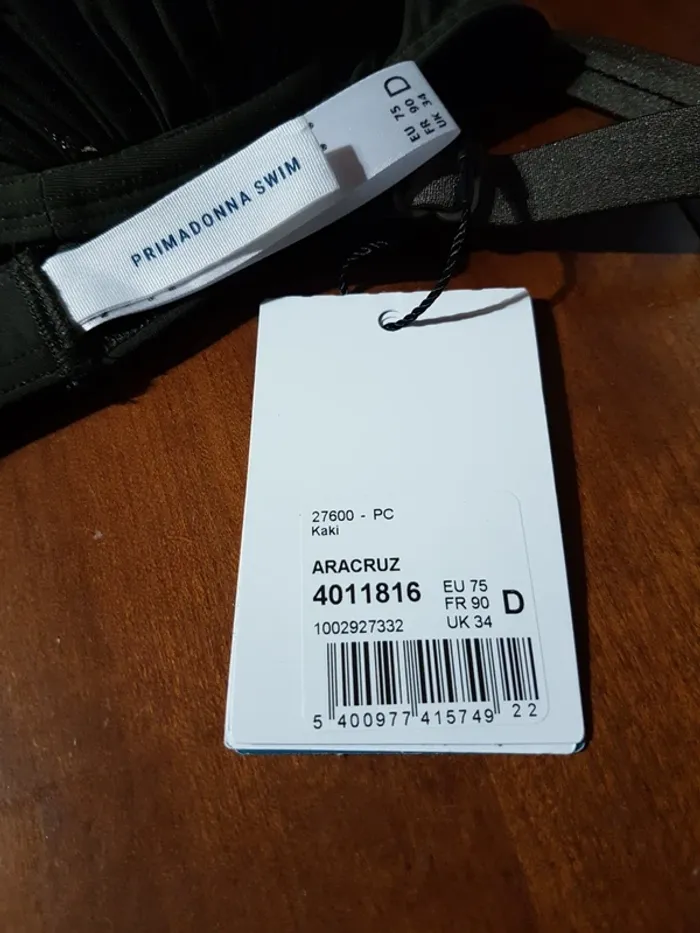 PRIMADONNA SWIM
EU 75
FR 90 D
UK 34
27600 - PC
Kaki
ARACRUZ
4011816
1002927332
EU 75
FR 90 D
UK 34
5 400977 415749 22